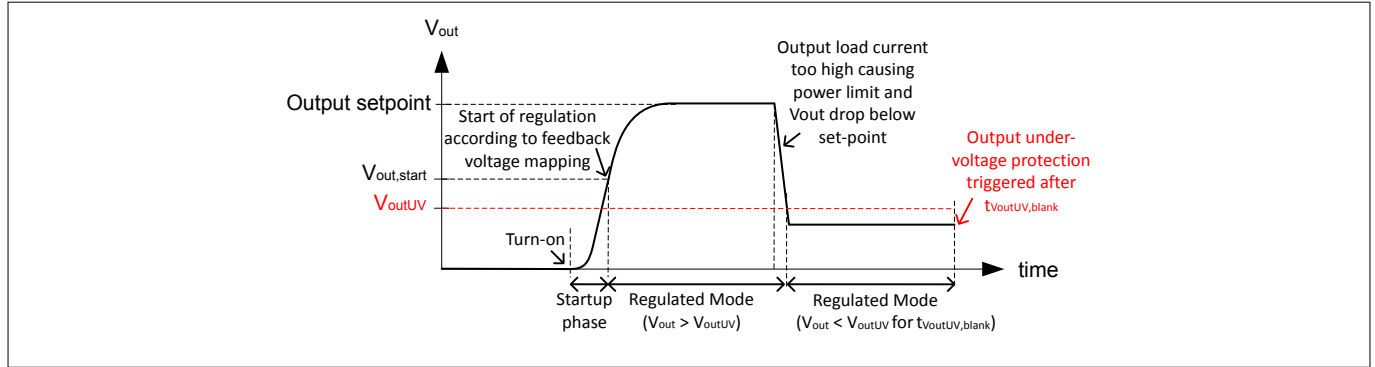 Vout
Output setpoint
Start of regulation
according to feedback
voltage mapping
Output load current
too high causing
power limit and
Vout drop below
set-point
Output under-
voltage protection
triggered after
tVoutUV,blank
Vout,start
VoutUV
Turn-on
time
Startup
phase
Regulated Mode
(Vout > VoutUV)
Regulated Mode
(Vout < VoutUV for tVoutUV,blank)